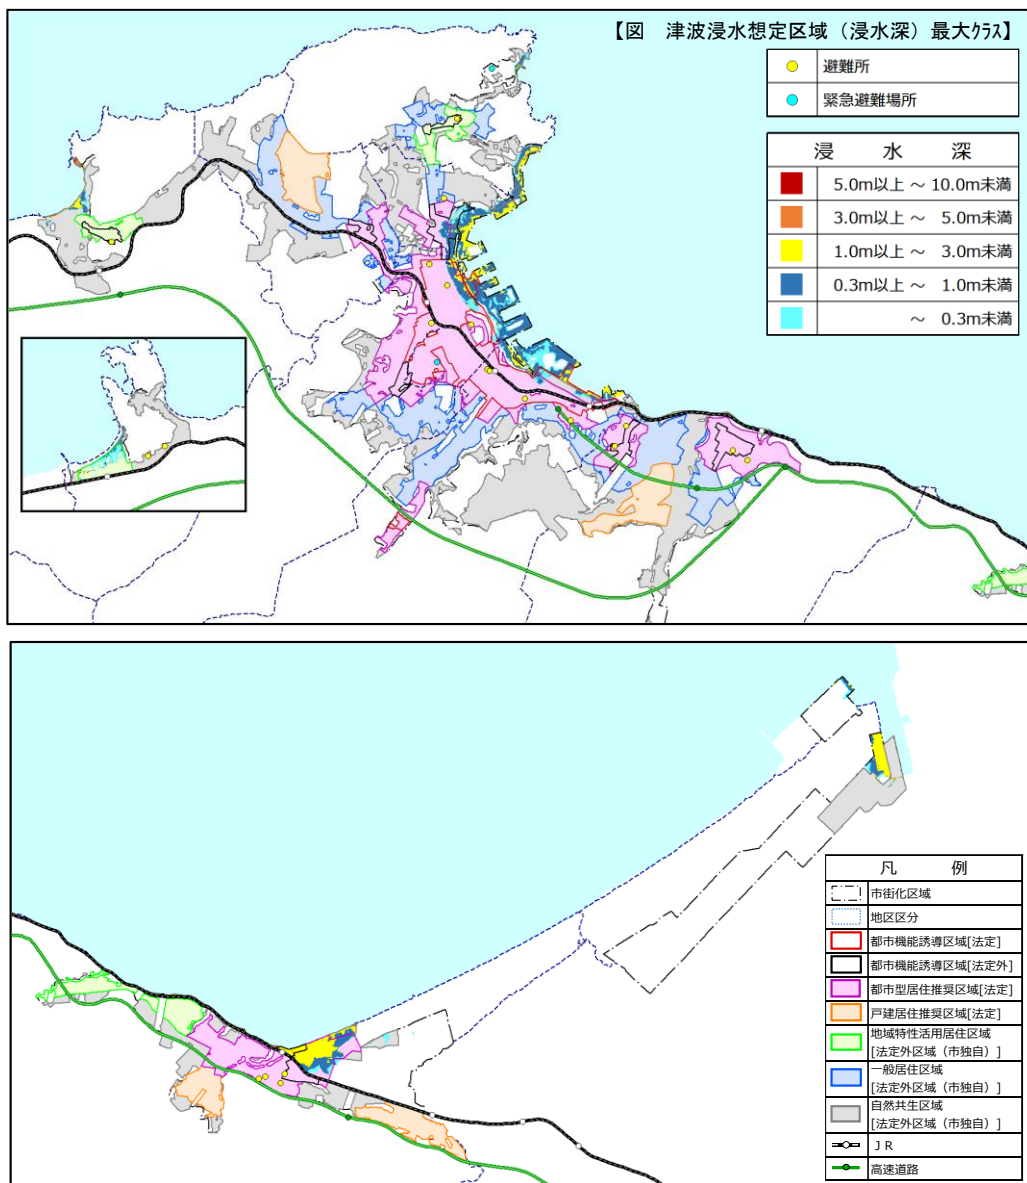 【図 津波浸水想定区域（浸水深）最大クラス】
避難所
緊急避難場所
浸 水 深
5.0m以上 ～ 10.0m未満
3.0m以上 ～ 5.0m未満
1.0m以上 ～ 3.0m未満
0.3m以上 ～ 1.0m未満
～ 0.3m未満
凡 例
市街化区域
地区区分
都市機能誘導区域[法定]
都市機能誘導区域[法定外]
都市型居住推奨区域[法定]
戸建居住推奨区域[法定]
地域特性活用居住区域
[法定外区域（市独自）]
一般居住区域
[法定外区域（市独自）]
自然共生区域
[法定外区域（市独自）]
ＪＲ
高速道路